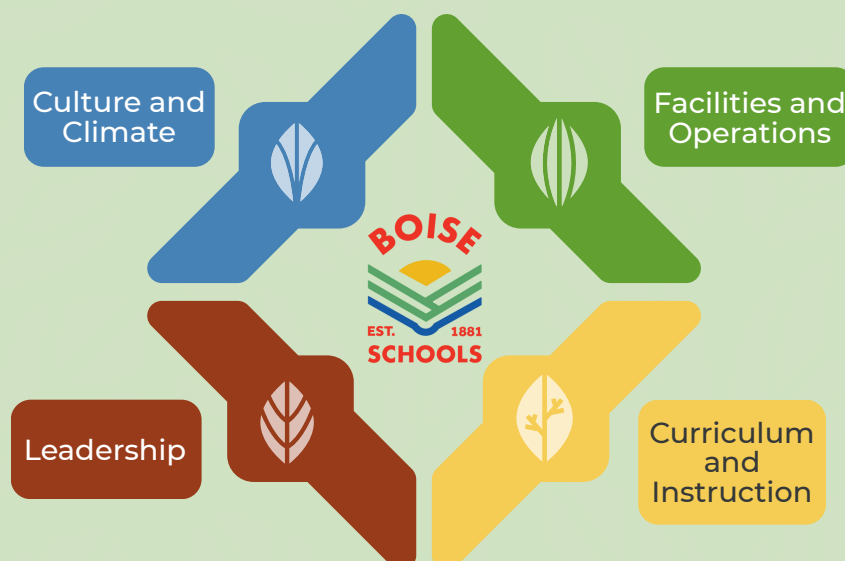 Culture and
Climate
Facilities and
Operations
BOISE
EST. 1881
SCHOOLS
Leadership
Curriculum
and
Instruction